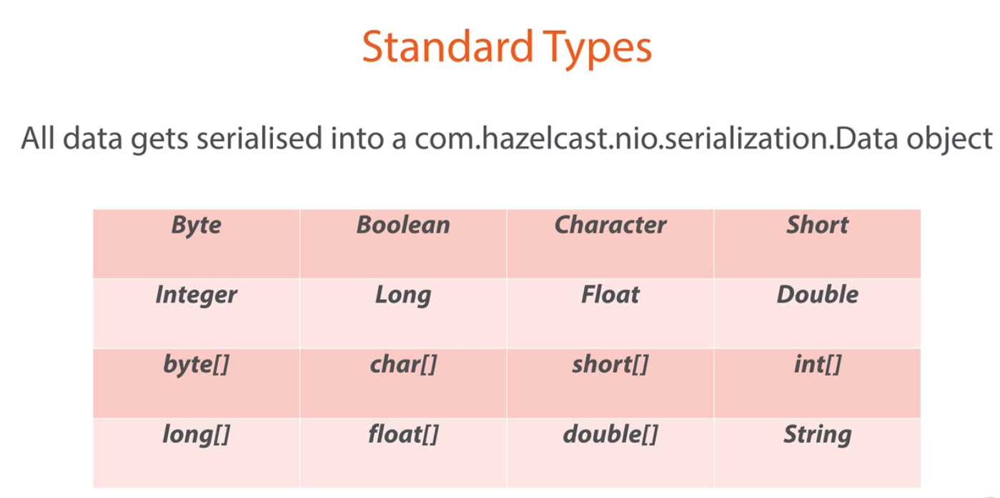 Standard Types
All data gets serialised into a com.hazelcast.nio.serialization.Data object
Byte Boolean Character Short
Integer Long Float Double
byte[] char[] short[] int[]
long[] float[] double[] String